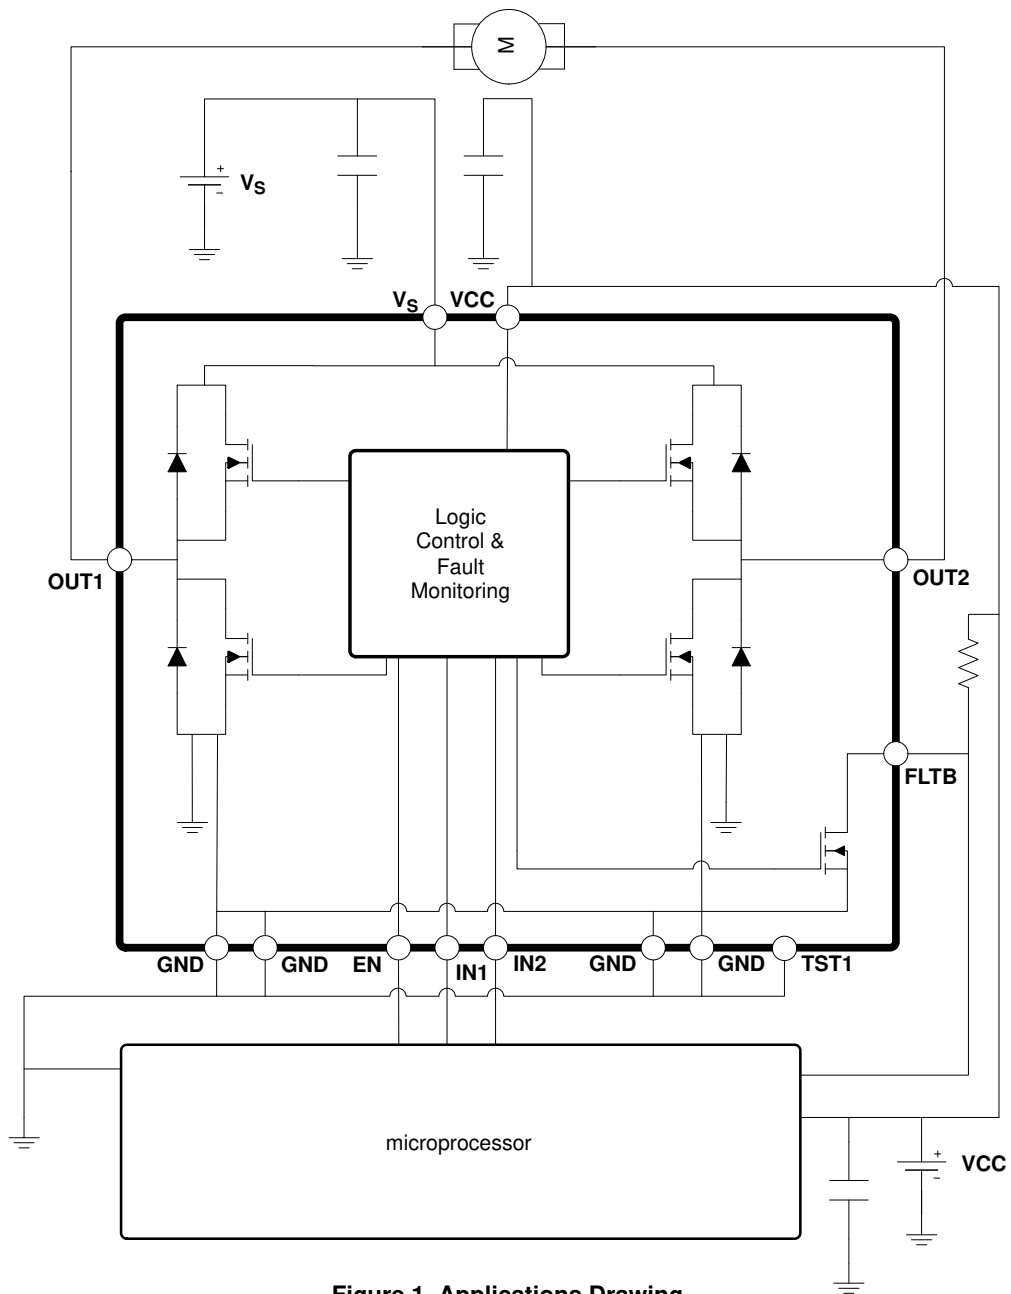 M
+
VS
-
VS
VCC
Logic
Control &
Fault
Monitoring
OUT1
OUT2
FLTB
GND
GND
EN
IN1
IN2
GND
GND
TST1
microprocessor
+
VCC
-
Figure 1. Applications Drawing